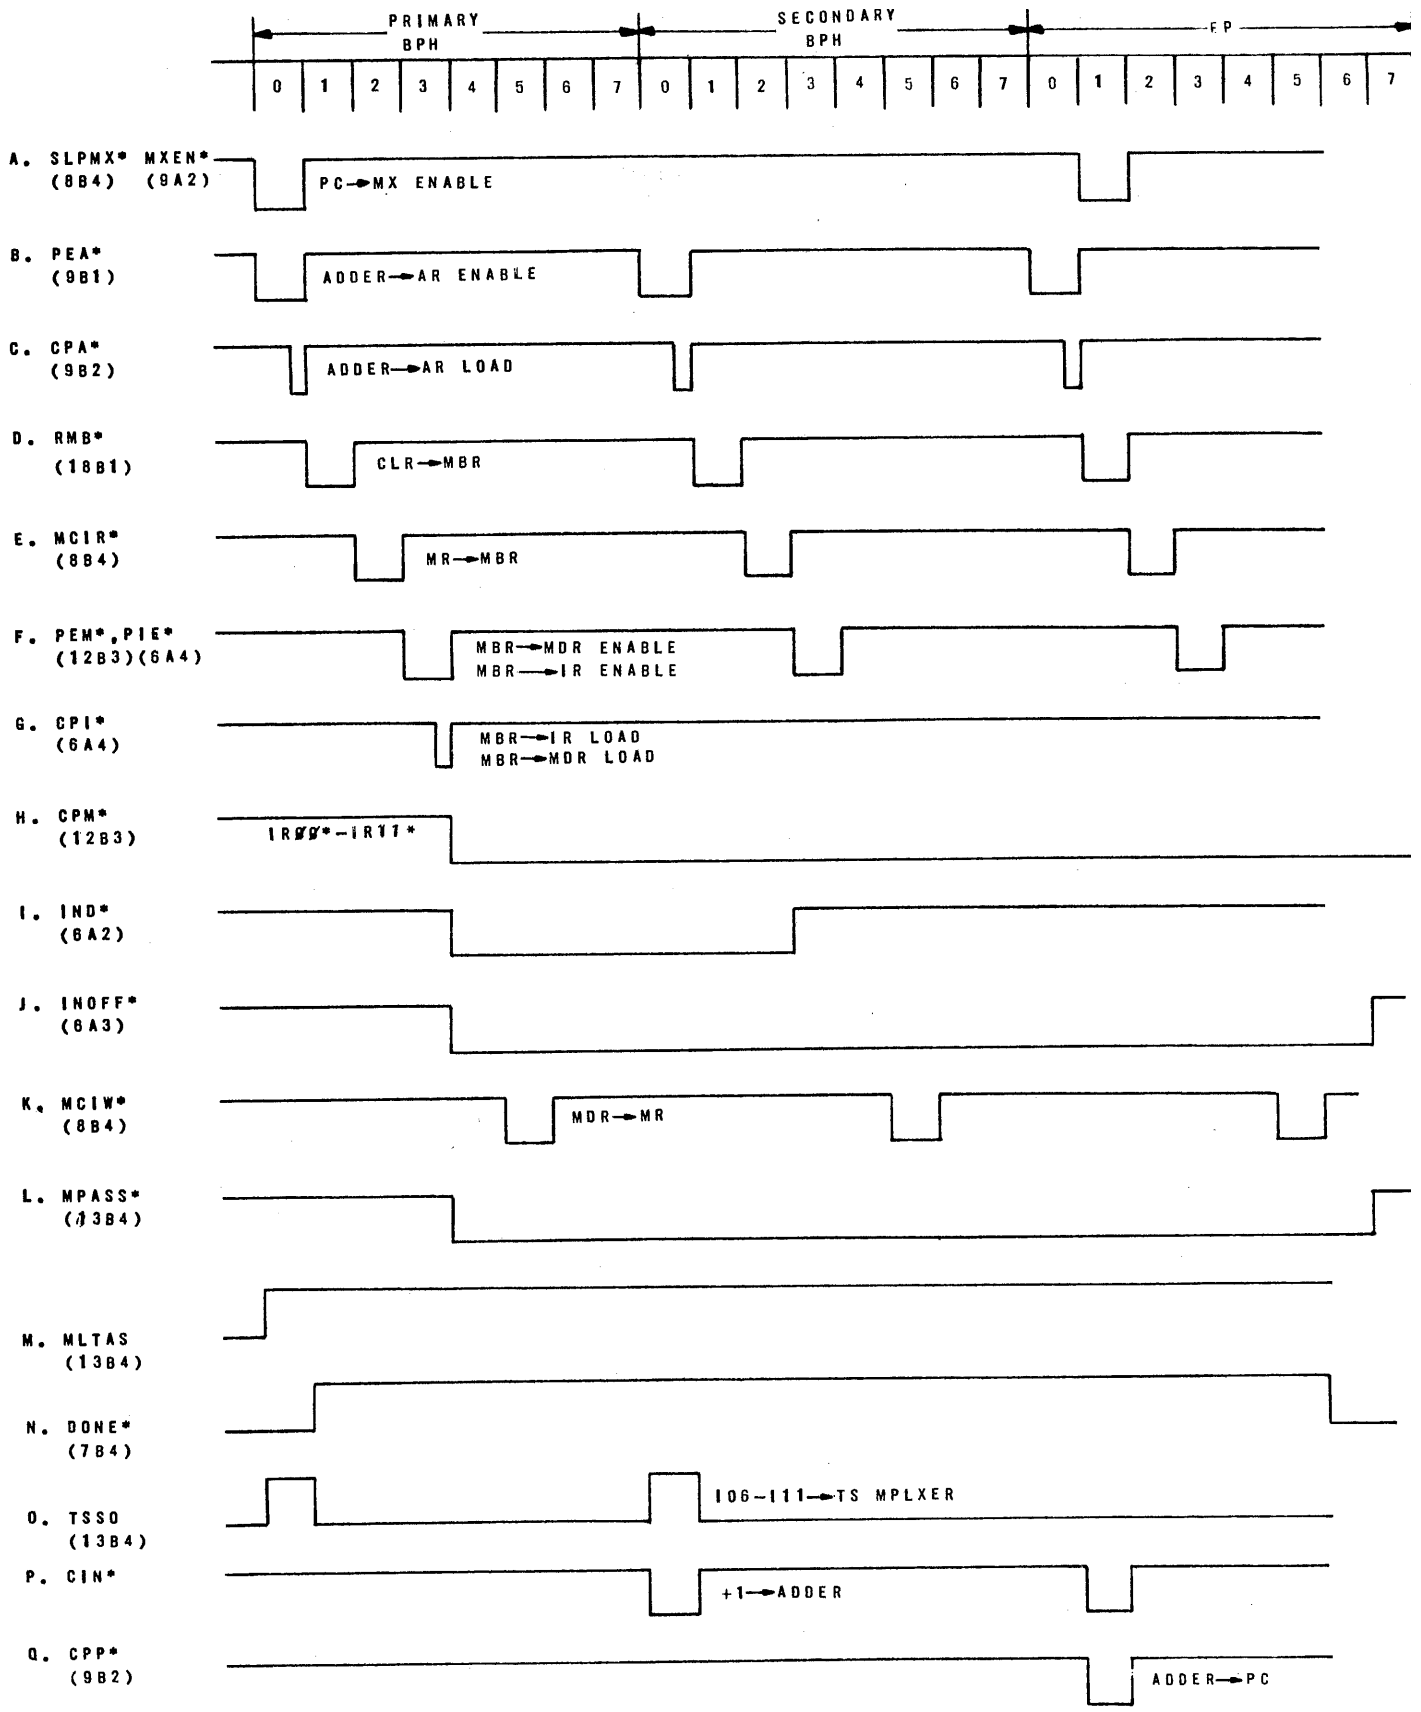 PRIMARY BPH
SECONDARY BPH
EP
0 1 2 3 4 5 6 7 0 1 2 3 4 5 6 7 0 1 2 3 4 5 6 7
A. SLPMX* MXEN*
(8B4) (9A2)
PC→MX ENABLE
B. PEA*
(9B1)
ADDER→AR ENABLE
C. CPA*
(9B2)
ADDER→AR LOAD
D. RMB*
(18B1)
CLR→MBR
E. MCIR*
(8B4)
MR→MBR
F. PEM*,PIE*
(12B3)(6A4)
MBR→MDR ENABLE
MBR→IR ENABLE
G. CPI*
(6A4)
MBR→IR LOAD
MBR→MDR LOAD
H. CPM*
(12B3)
IR00*-IR11*
I. IND*
(6A2)
J. INOFF*
(6A3)
K. MCIW*
(8B4)
MDR→MR
L. MPASS*
(13B4)
M. MLTAS
(13B4)
N. DONE*
(7B4)
O. TSSO
(13B4)
I06-I11→TS MPLXER
P. CIN*
+1→ADDER
Q. CPP*
(9B2)
ADDER→PC